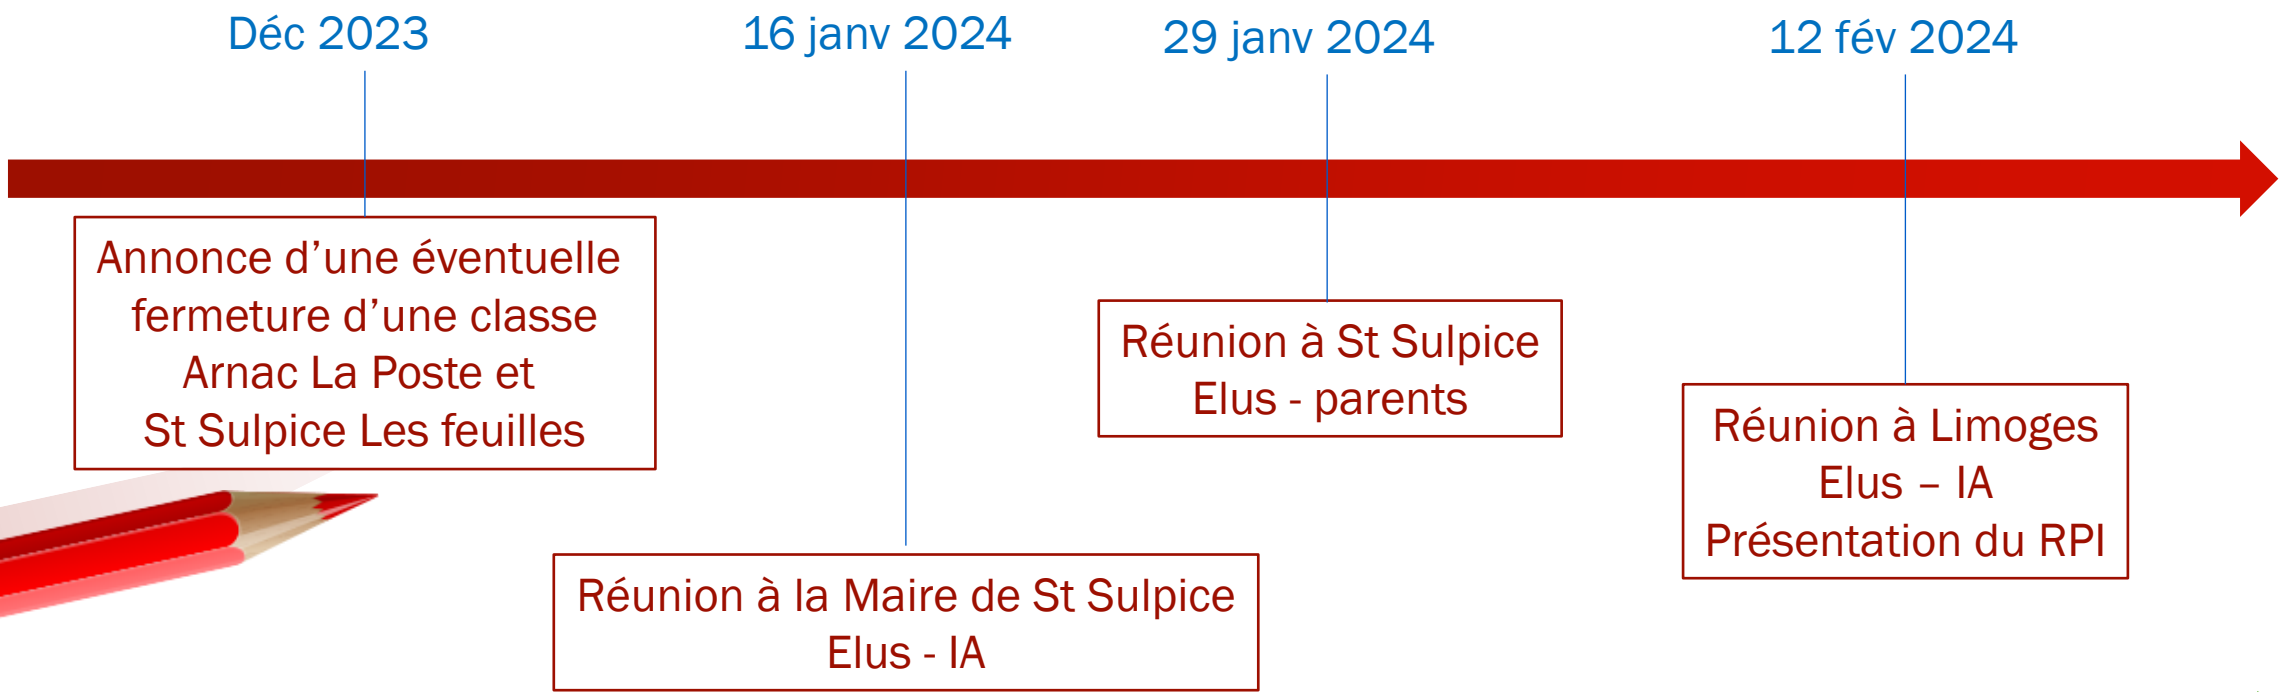 Déc 2023
16 janv 2024
29 janv 2024
12 fév 2024
Annonce d’une éventuelle
fermeture d’une classe
Arnac La Poste et
St Sulpice Les feuilles
Réunion à la Maire de St Sulpice
Elus - IA
Réunion à St Sulpice
Elus - parents
Réunion à Limoges
Elus – IA
Présentation du RPI